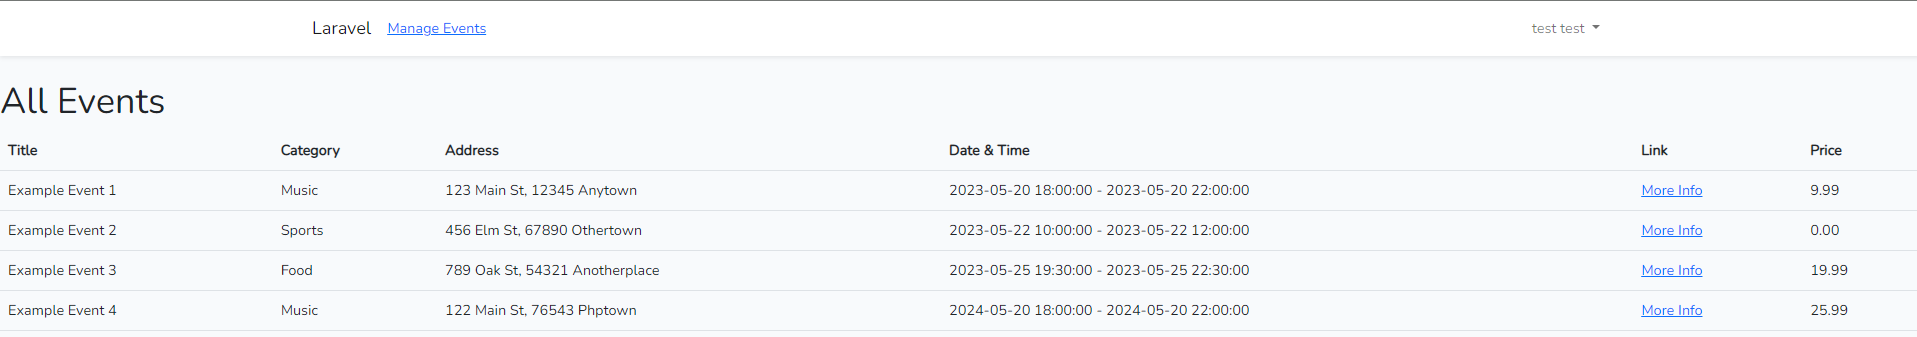 Laravel Manage Events test test
All Events
Title Category Address Date & Time Link Price
Example Event 1 Music 123 Main St, 12345 Anytown 2023-05-20 18:00:00 - 2023-05-20 22:00:00 More Info 9.99
Example Event 2 Sports 456 Elm St, 67890 Othertown 2023-05-22 10:00:00 - 2023-05-22 12:00:00 More Info 0.00
Example Event 3 Food 789 Oak St, 54321 Anotherplace 2023-05-25 19:30:00 - 2023-05-25 22:30:00 More Info 19.99
Example Event 4 Music 122 Main St, 76543 Phptown 2024-05-20 18:00:00 - 2024-05-20 22:00:00 More Info 25.99